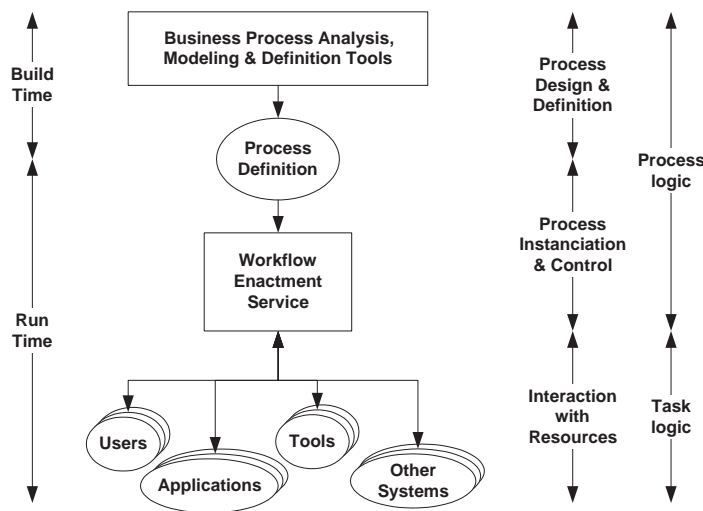 Business Process Analysis,
Modeling & Definition Tools
Build
Time
Process
Design &
Definition
Process
Definition
Process
logic
Workflow
Enactment
Service
Process
Instanciation
& Control
Run
Time
Users
Applications
Tools
Other
Systems
Interaction
with
Resources
Task
logic